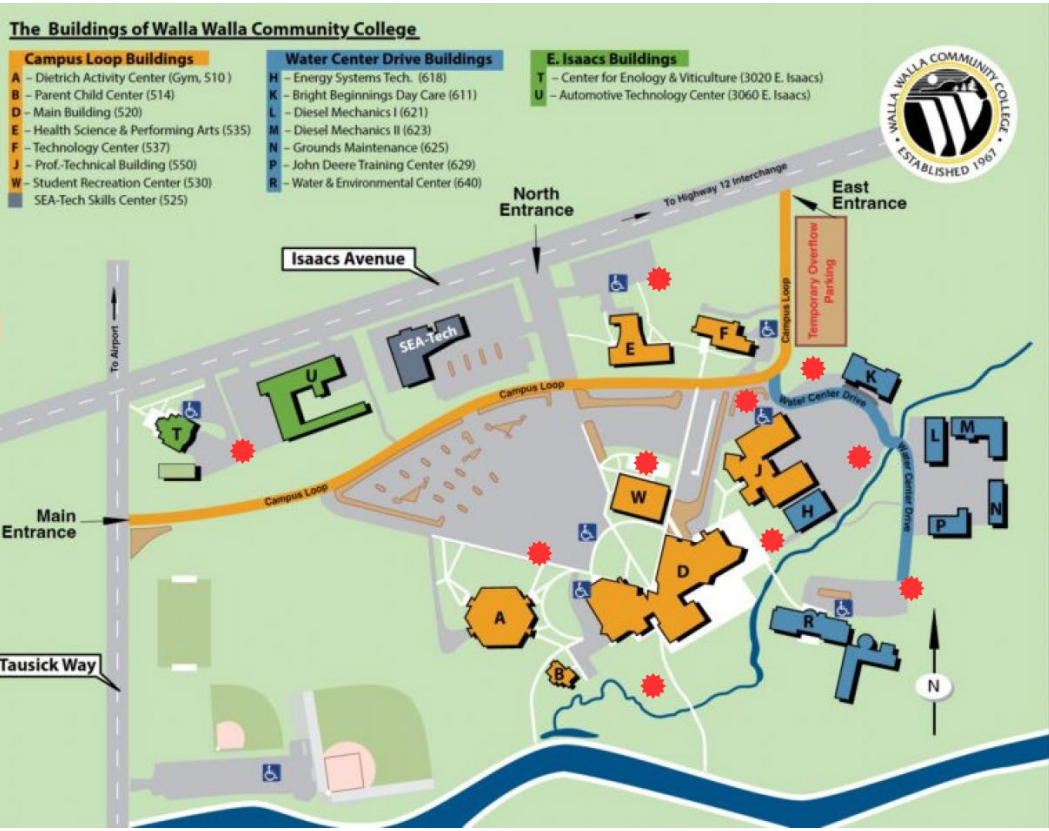 The Buildings of Walla Walla Community College
Campus Loop Buildings
A – Dietrich Activity Center (Gym, 510 )
B – Parent Child Center (514)
D – Main Building (520)
E – Health Science & Performing Arts (535)
F – Technology Center (537)
J – Prof.-Technical Building (550)
W – Student Recreation Center (530)
SEA-Tech Skills Center (525)
Water Center Drive Buildings
H – Energy Systems Tech. (618)
K – Bright Beginnings Day Care (611)
L – Diesel Mechanics I (621)
M – Diesel Mechanics II (623)
N – Grounds Maintenance (625)
P – John Deere Training Center (629)
R – Water & Environmental Center (640)
E. Isaacs Buildings
T – Center for Enology & Viticulture (3020 E. Isaacs)
U – Automotive Technology Center (3060 E. Isaacs)
WALLA WALLA COMMUNITY COLLEGE
• ESTABLISHED 1967 •
To Highway 12 Interchange
North
Entrance
East
Entrance
Isaacs Avenue
Temporary Overflow
Parking
Campus Loop
To Airport
SEA-Tech
E
F
U
K
Campus Loop
Water Center Drive
T
L
M
J
W
Water Center Drive
Campus Loop
H
N
Main
Entrance
P
D
A
R
B
Tausick Way
N